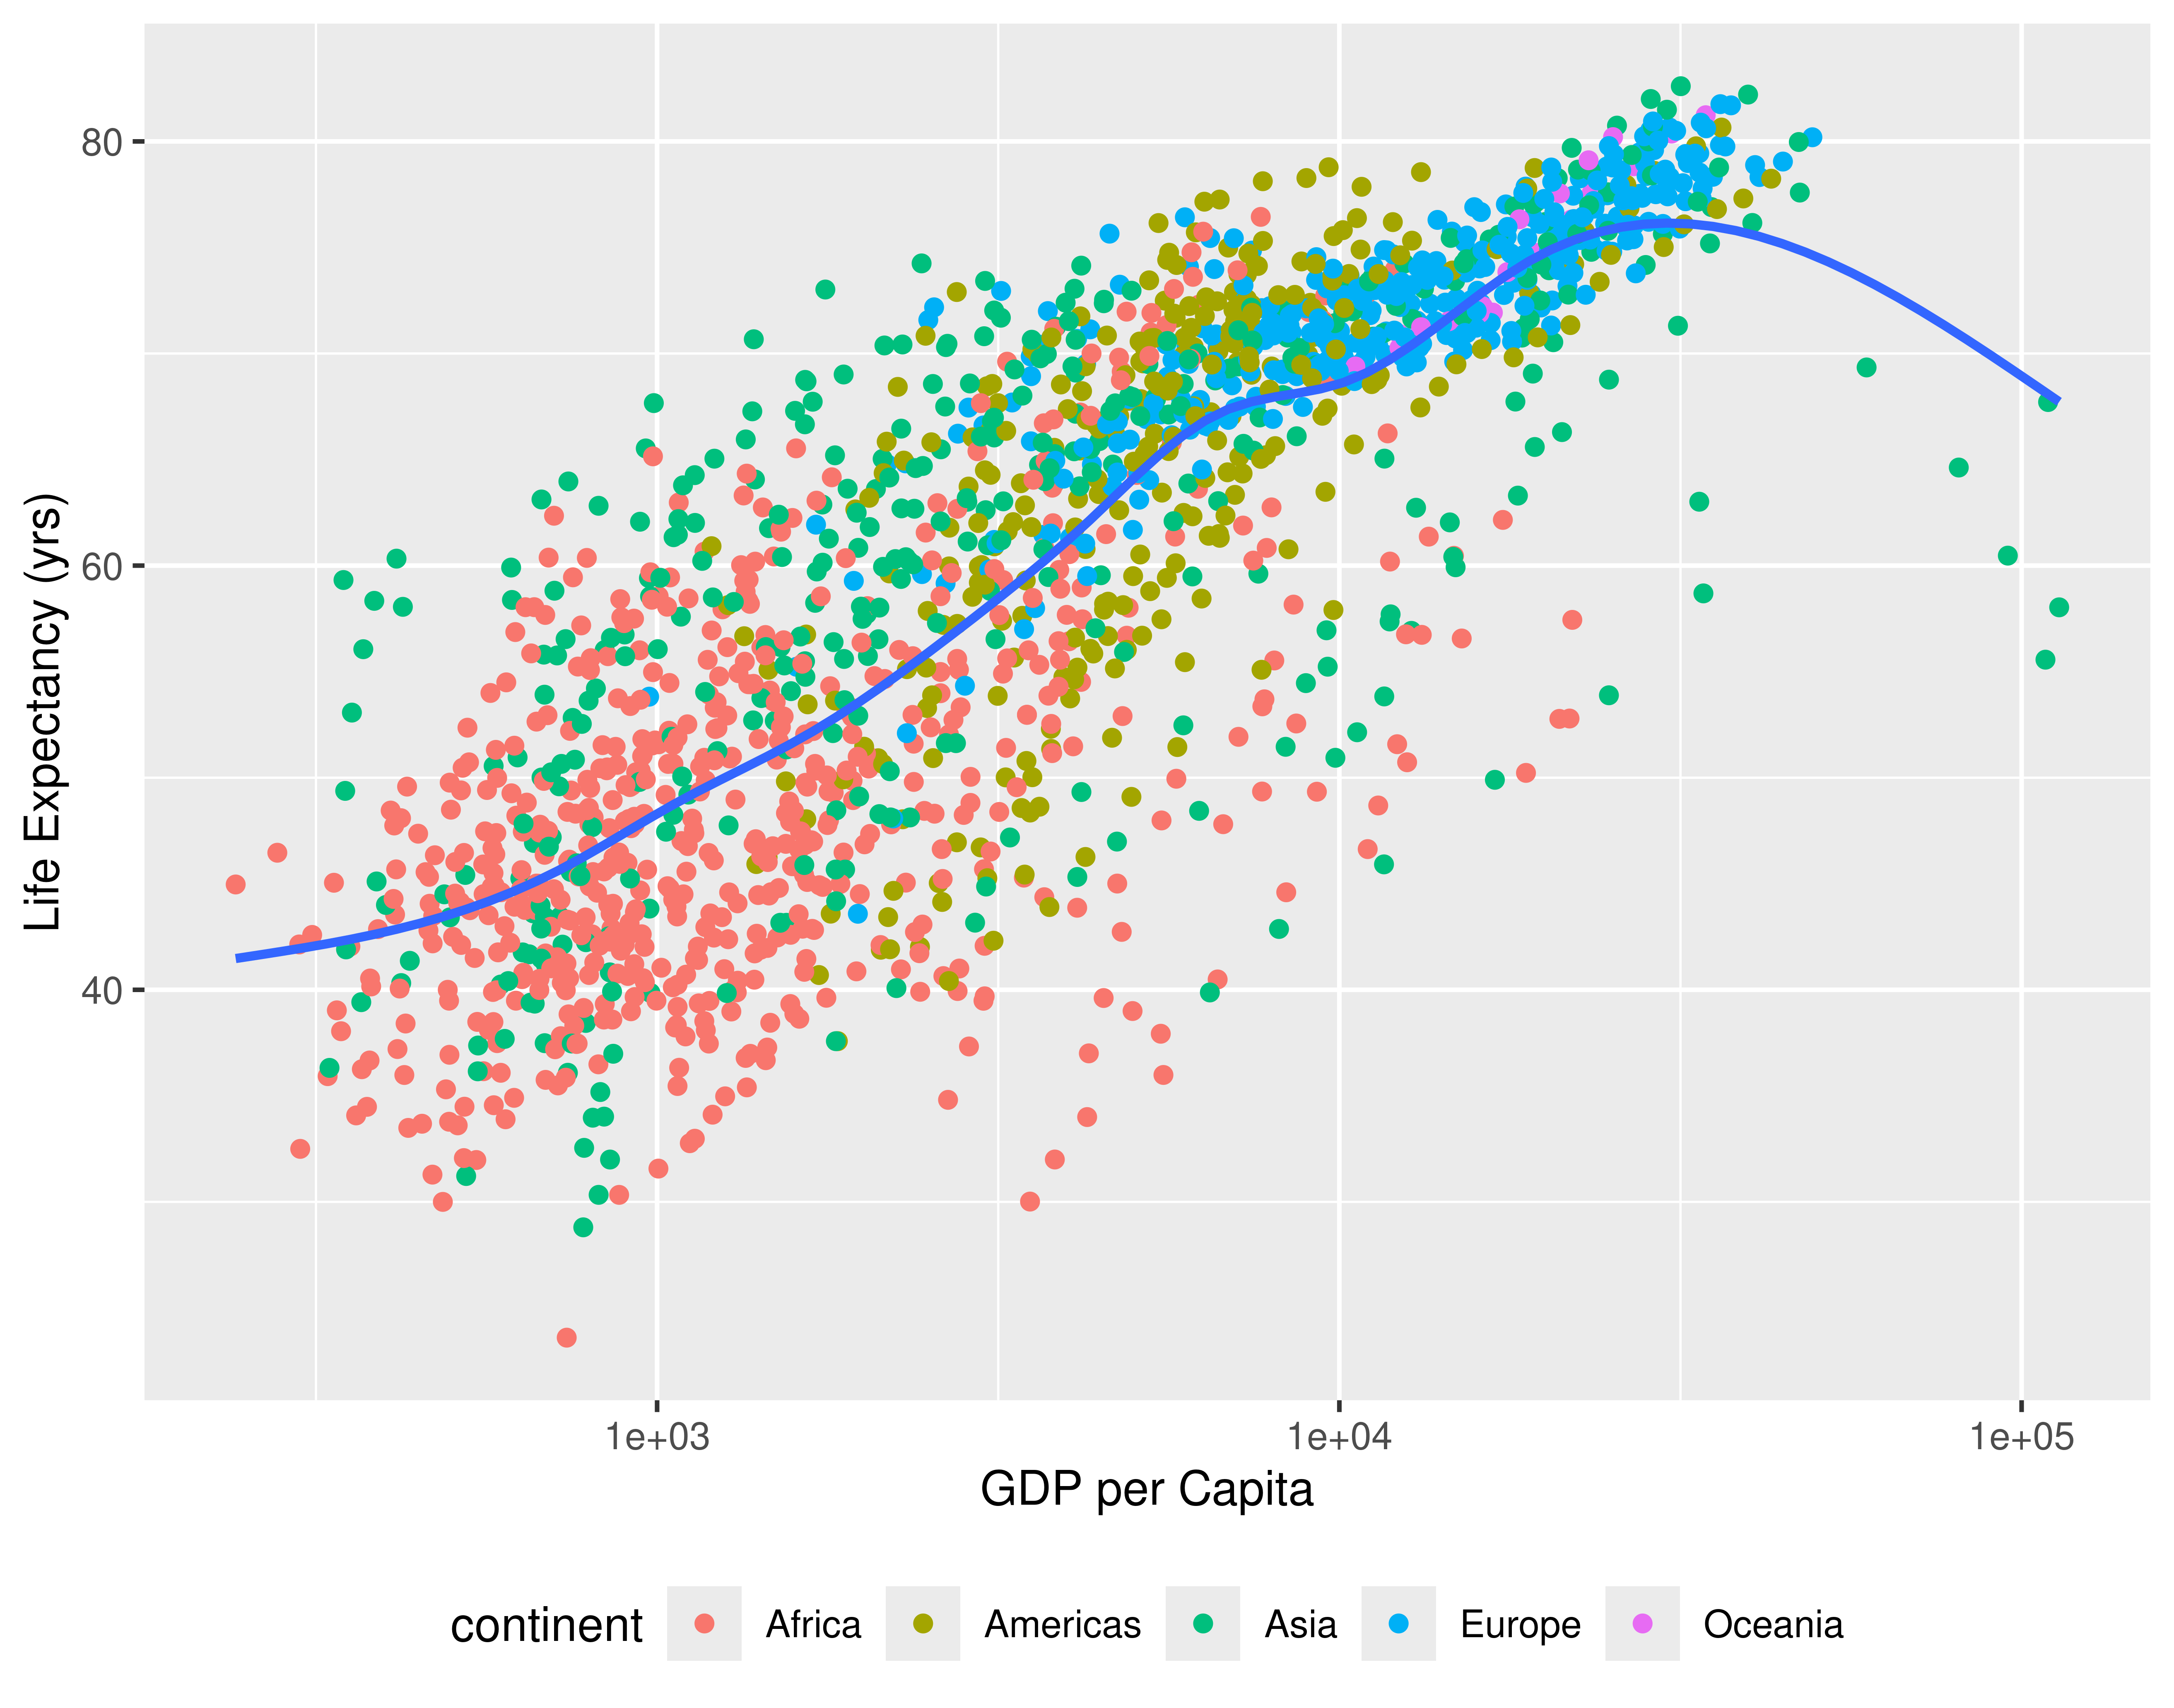 80
60
40
Life Expectancy (yrs)
1e+03 1e+04 1e+05
GDP per Capita
continent Africa Americas Asia Europe Oceania